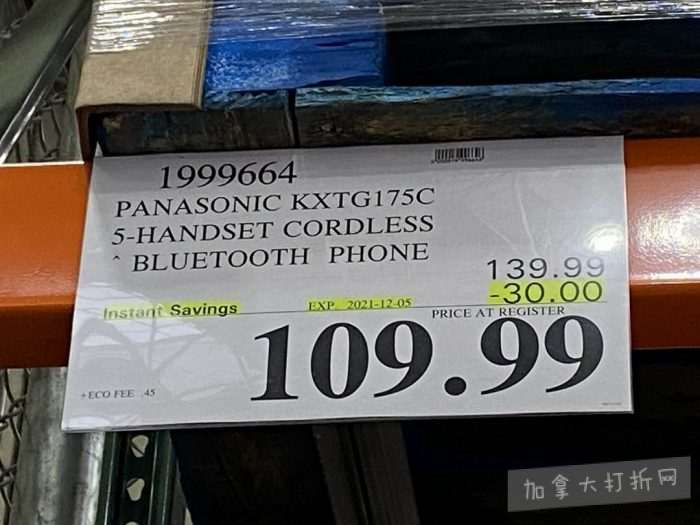 1999664
PANASONIC KXTG175C
5-HANDSET CORDLESS
^ BLUETOOTH PHONE
139.99
Instant Savings EXP. 2021-12-05 -30.00
PRICE AT REGISTER
109.99
+ECO FEE .45
加拿大打折网